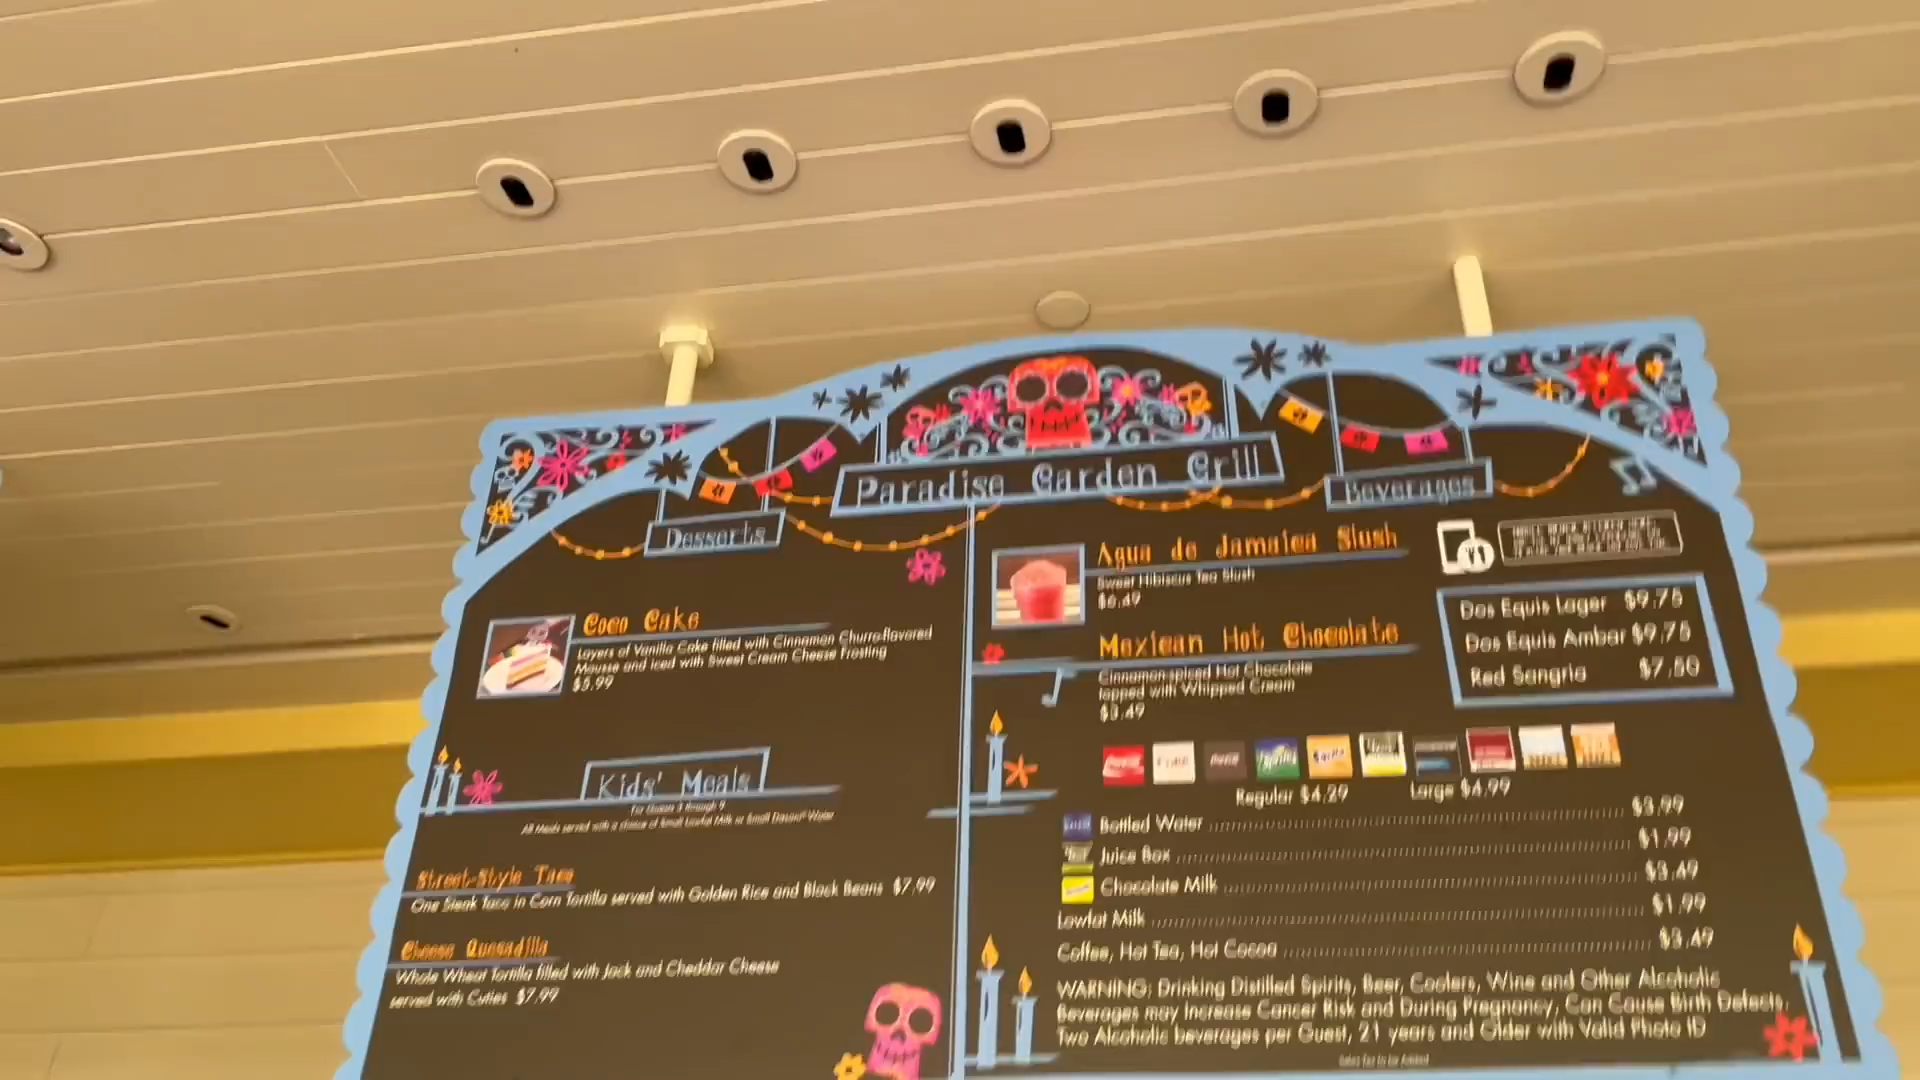 Paradise Garden Grill
Desserts
Coco Cake
Layers of Vanilla Cake filled with Cinnamon Churro-flavored
Mousse and iced with Sweet Cream Cheese Frosting
$5.99
Kids' Meals
All Meals served with a choice of Small Lowfat Milk or Small Dasani® Water
Street-Style Taco
One Steak Taco in Corn Tortilla served with Golden Rice and Black Beans $7.99
Cheese Quesadilla
Whole Wheat Tortilla filled with Jack and Cheddar Cheese
served with Cuties $7.99
Beverages
Agua de Jamaica Slush
Sweet Hibiscus Tea Slush
$6.49
Mexican Hot Chocolate
Cinnamon-spiced Hot Chocolate
topped with Whipped Cream
$3.49
Dos Equis Lager $9.75
Dos Equis Ambar $9.75
Red Sangria $7.50
Regular $4.29 Large $4.99
Bottled Water $3.99
Juice Box $1.99
Chocolate Milk $3.49
Lowfat Milk $1.99
Coffee, Hot Tea, Hot Cocoa $3.49
WARNING: Drinking Distilled Spirits, Beer, Coolers, Wine and Other Alcoholic
Beverages may Increase Cancer Risk and During Pregnancy, Can Cause Birth Defects.
Two Alcoholic beverages per Guest, 21 years and Older with Valid Photo ID